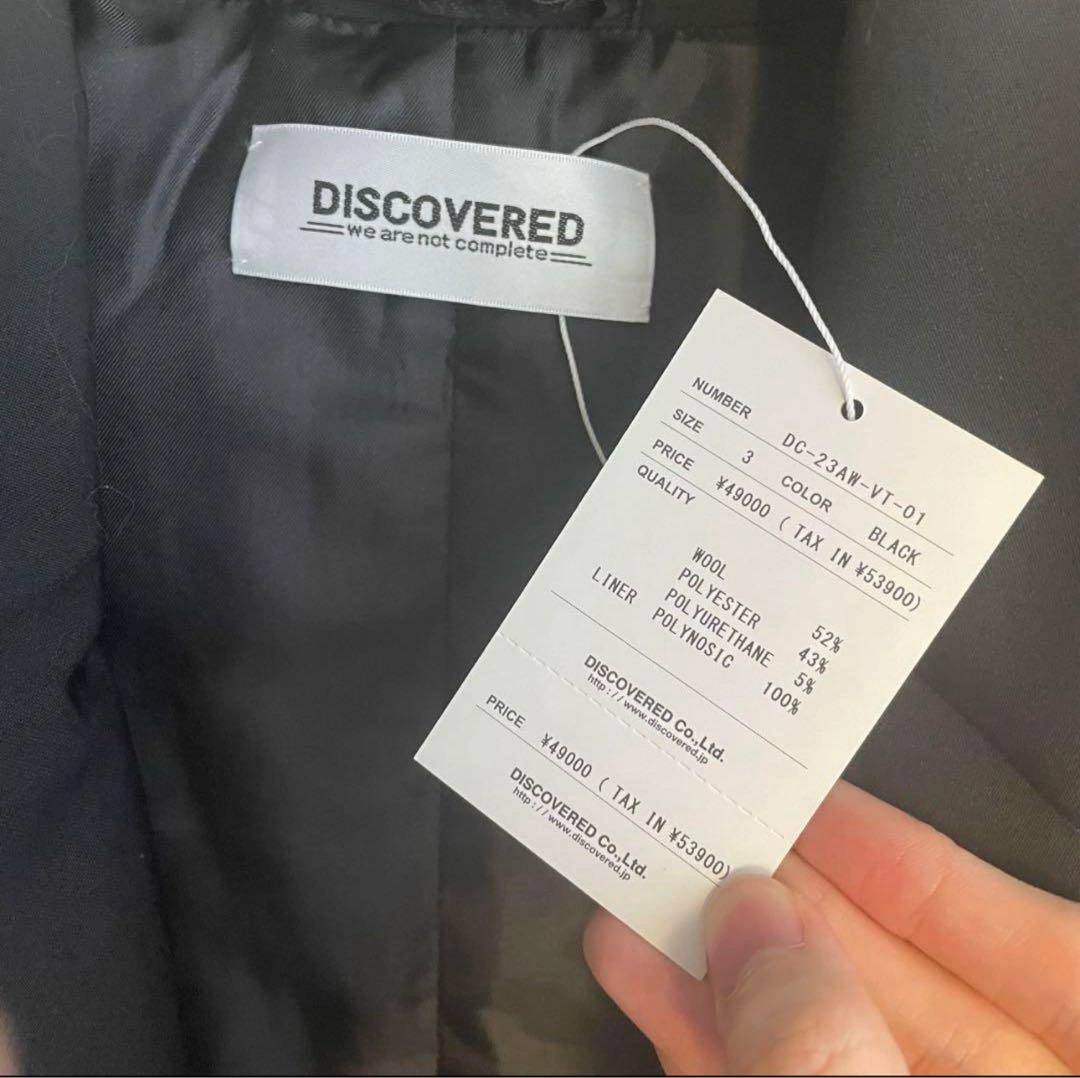 DISCOVERED
we are not complete
NUMBER DC-23AW-VT-01
SIZE 3 COLOR BLACK
PRICE ¥49000 ( TAX IN ¥53900)
QUALITY
WOOL 52%
POLYESTER 43%
POLYURETHANE 5%
LINER POLYNOSIC 100%
DISCOVERED Co.,Ltd.
http://www.discovered.jp
PRICE ¥49000 ( TAX IN ¥53900)
DISCOVERED Co.,Ltd.
http://www.discovered.jp